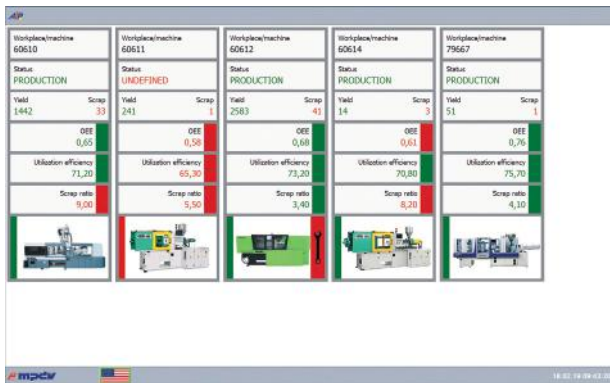 AIP
Workplace/machine
60610
Status
PRODUCTION
Yield Scrap
1442 33
OEE
0,65
Utilization efficiency
71,20
Scrap ratio
9,00
Workplace/machine
60611
Status
UNDEFINED
Yield Scrap
241 1
OEE
0,58
Utilization efficiency
65,30
Scrap ratio
5,50
Workplace/machine
60612
Status
PRODUCTION
Yield Scrap
2583 41
OEE
0,68
Utilization efficiency
73,20
Scrap ratio
3,40
Workplace/machine
60614
Status
PRODUCTION
Yield Scrap
14 3
OEE
0,61
Utilization efficiency
70,80
Scrap ratio
8,20
Workplace/machine
79667
Status
PRODUCTION
Yield Scrap
51 1
OEE
0,76
Utilization efficiency
75,70
Scrap ratio
4,10
mpdv